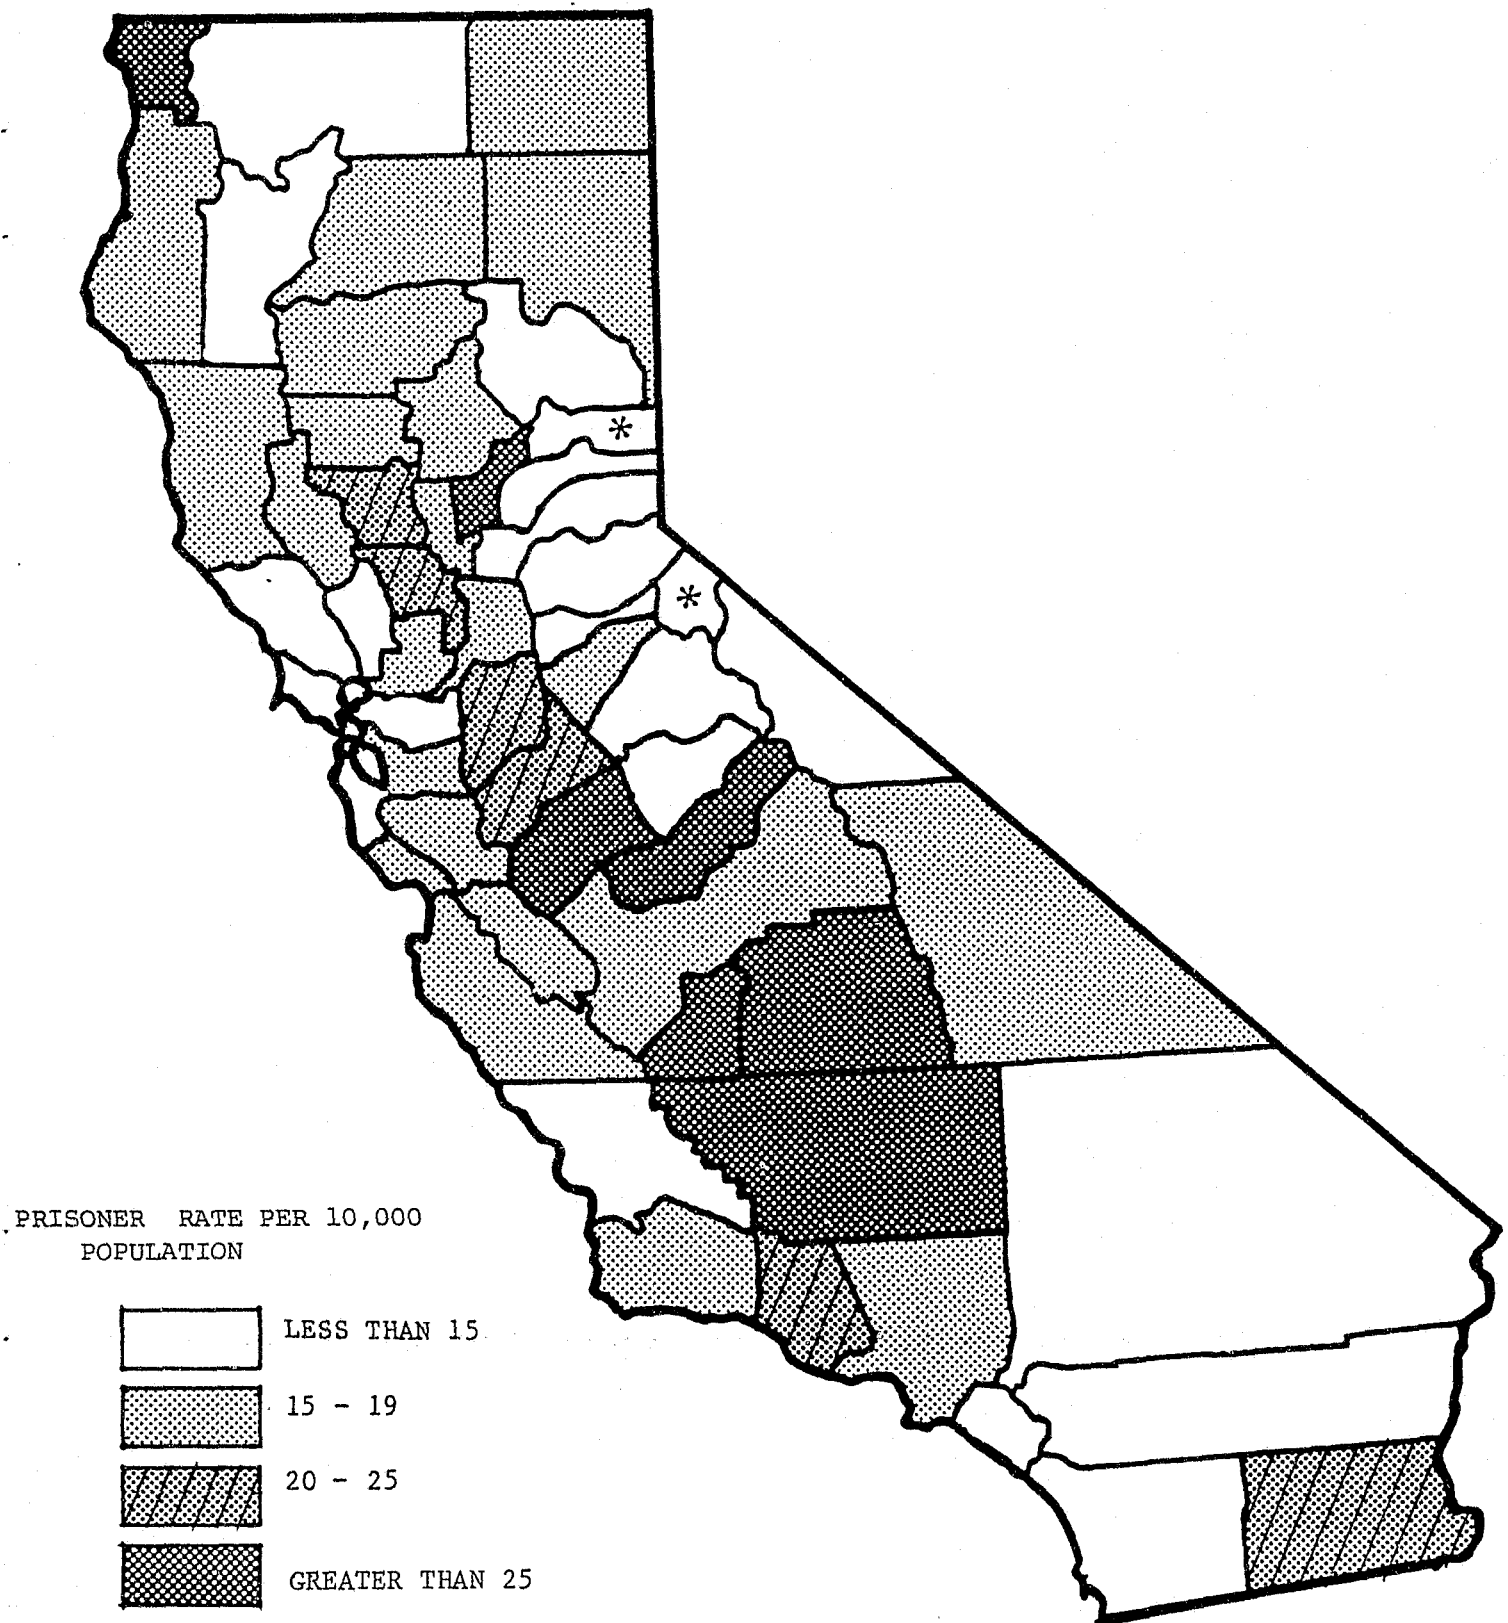 *
*
PRISONER RATE PER 10,000
POPULATION
LESS THAN 15
15 - 19
20 - 25
GREATER THAN 25